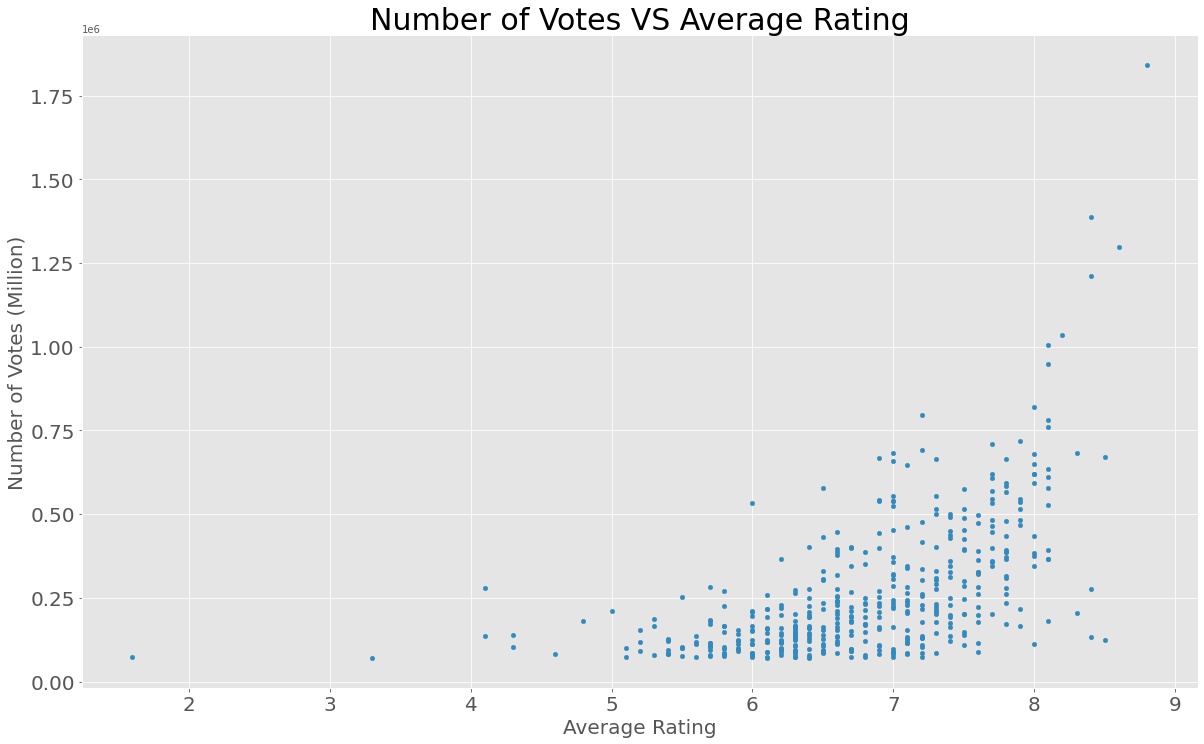 Number of Votes VS Average Rating
1e6
1.75
1.50
1.25
1.00
0.75
0.50
0.25
0.00
Number of Votes (Million)
2 3 4 5 6 7 8 9
Average Rating